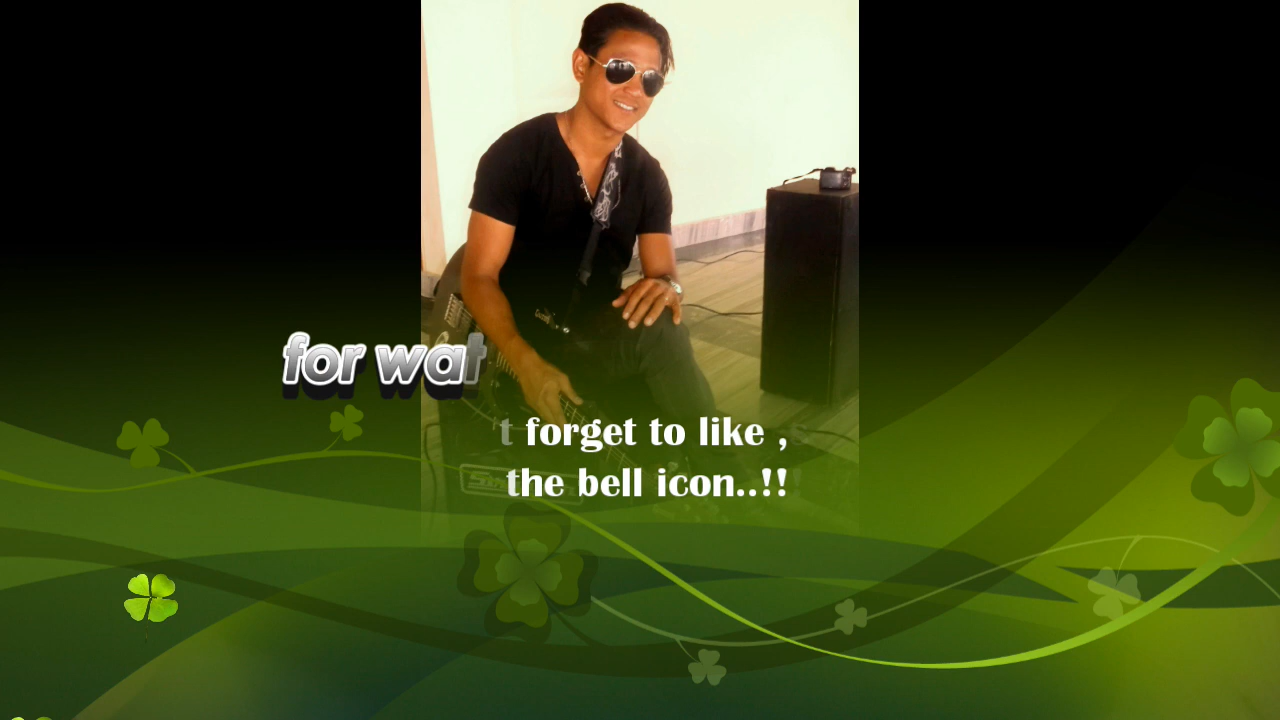 for wat
t forget to like ,
the bell icon..!!